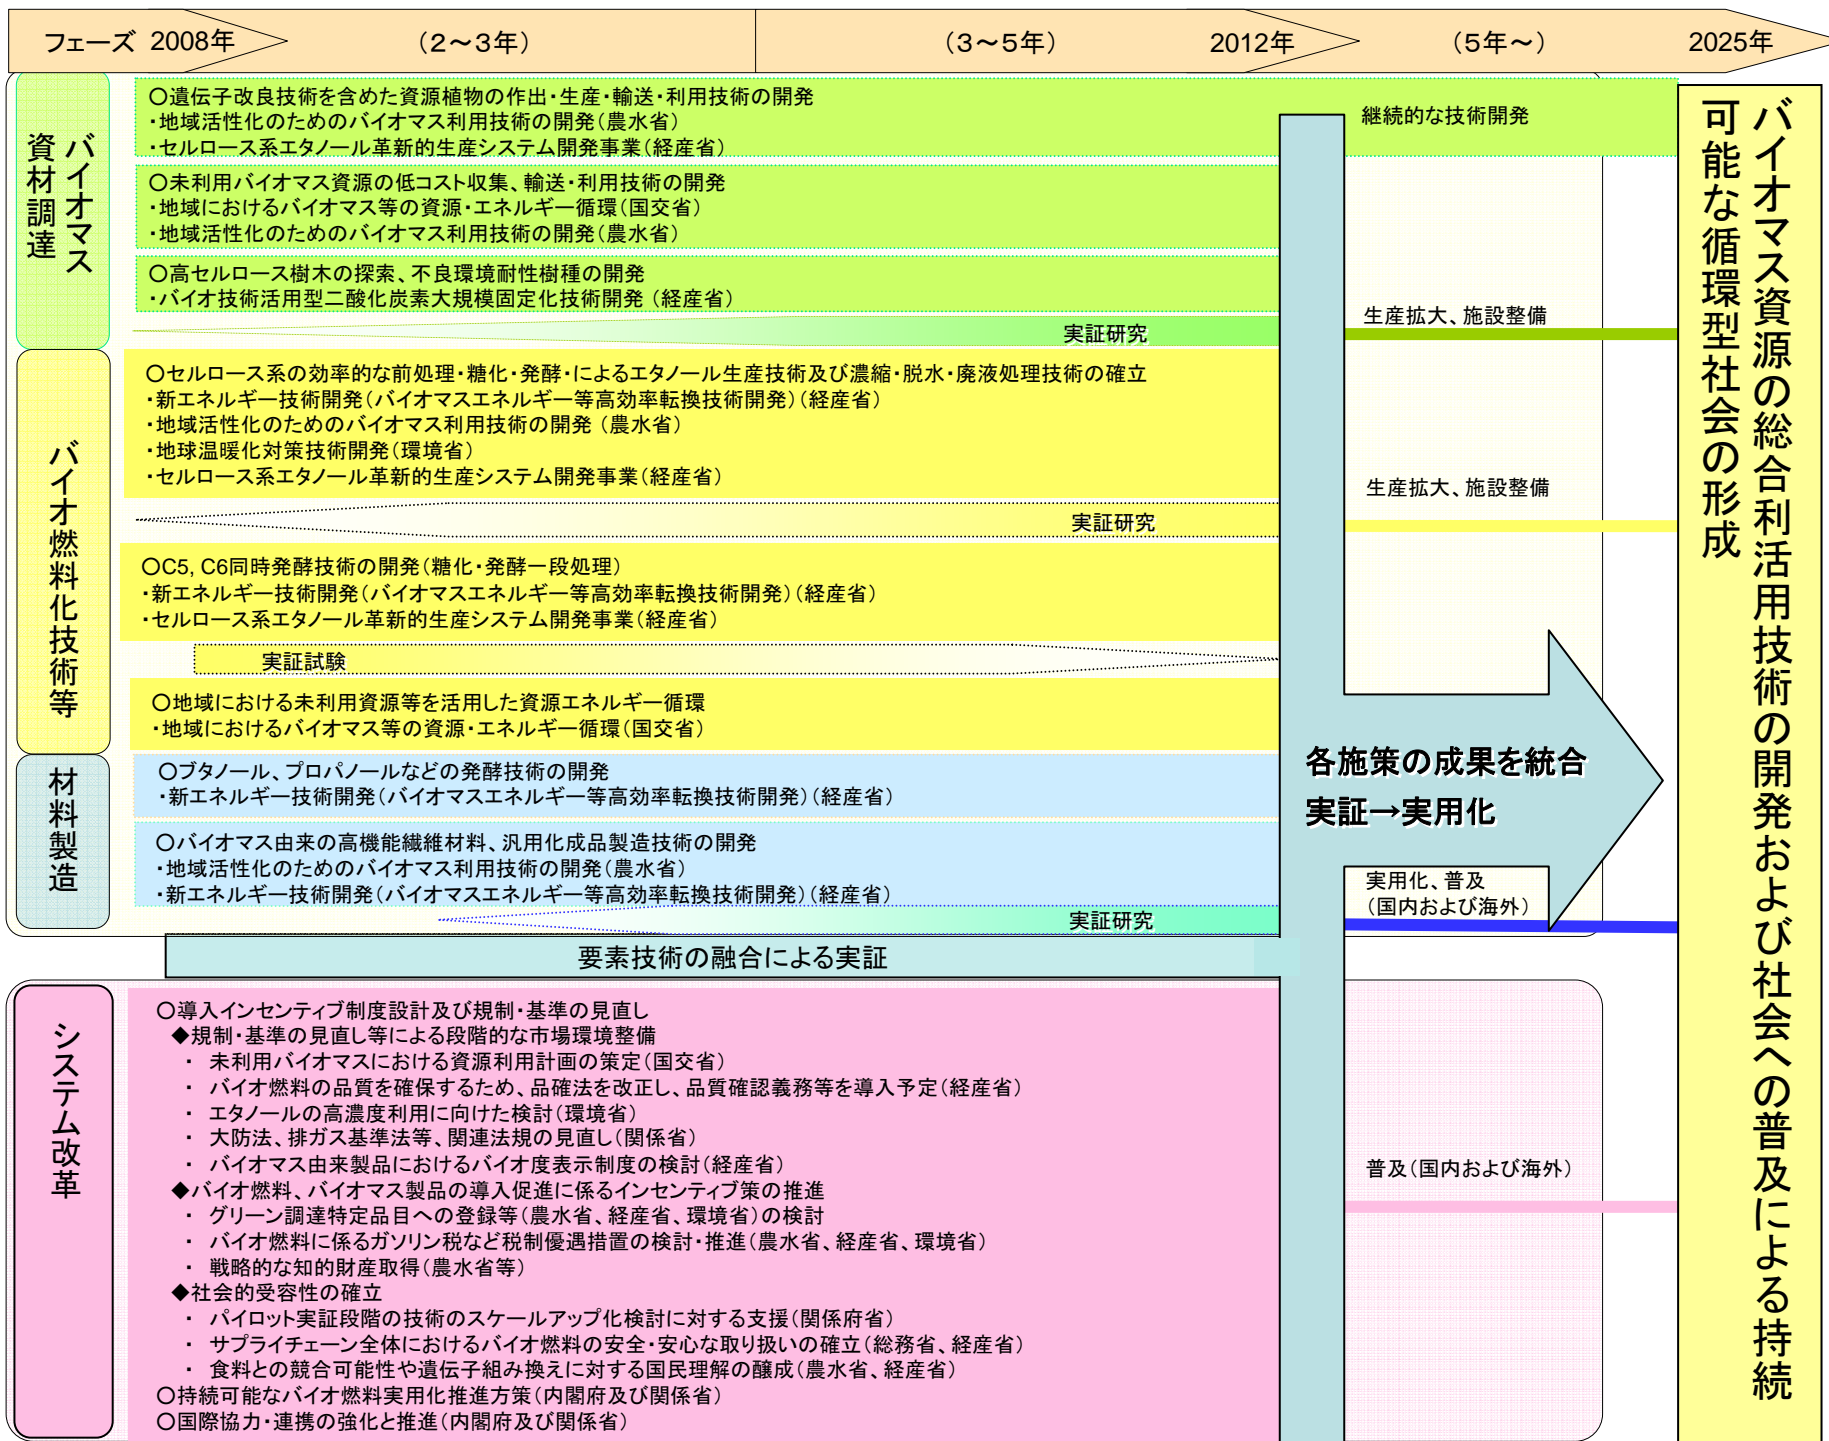 フェーズ 2008年 （２～３年） （３～５年） 2012年 （５年～） 2025年
バイオマス
資材調達
○遺伝子改良技術を含めた資源植物の作出・生産・輸送・利用技術の開発
・地域活性化のためのバイオマス利用技術の開発（農水省）
・セルロース系エタノール革新的生産システム開発事業（経産省）
継続的な技術開発
○未利用バイオマス資源の低コスト収集、輸送・利用技術の開発
・地域におけるバイオマス等の資源・エネルギー循環（国交省）
・地域活性化のためのバイオマス利用技術の開発（農水省）
○高セルロース樹木の探索、不良環境耐性樹種の開発
・バイオ技術活用型二酸化炭素大規模固定化技術開発（経産省）
実証研究
生産拡大、施設整備
バイオ燃料化技術等
○セルロース系の効率的な前処理・糖化・発酵・によるエタノール生産技術及び濃縮・脱水・廃液処理技術の確立
・新エネルギー技術開発（バイオマスエネルギー等高効率転換技術開発）（経産省）
・地域活性化のためのバイオマス利用技術の開発（農水省）
・地球温暖化対策技術開発（環境省）
・セルロース系エタノール革新的生産システム開発事業（経産省）
実証研究
生産拡大、施設整備
○C5, C6同時発酵技術の開発（糖化・発酵一段処理）
・新エネルギー技術開発（バイオマスエネルギー等高効率転換技術開発）（経産省）
・セルロース系エタノール革新的生産システム開発事業（経産省）
実証試験
○地域における未利用資源等を活用した資源エネルギー循環
・地域におけるバイオマス等の資源・エネルギー循環（国交省）
材料製造
○ブタノール、プロパノールなどの発酵技術の開発
・新エネルギー技術開発（バイオマスエネルギー等高効率転換技術開発）（経産省）
○バイオマス由来の高機能繊維材料、汎用化成品製造技術の開発
・地域活性化のためのバイオマス利用技術の開発（農水省）
・新エネルギー技術開発（バイオマスエネルギー等高効率転換技術開発）（経産省）
実証研究
各施策の成果を統合
実証→実用化
実用化、普及
（国内および海外）
要素技術の融合による実証
システム改革
○導入インセンティブ制度設計及び規制・基準の見直し
◆規制・基準の見直し等による段階的な市場環境整備
・ 未利用バイオマスにおける資源利用計画の策定（国交省）
・ バイオ燃料の品質を確保するため、品確法を改正し、品質確認義務等を導入予定（経産省）
・ エタノールの高濃度利用に向けた検討（環境省）
・ 大防法、排ガス基準法等、関連法規の見直し（関係省）
・ バイオマス由来製品におけるバイオ度表示制度の検討（経産省）
◆バイオ燃料、バイオマス製品の導入促進に係るインセンティブ策の推進
・ グリーン調達特定品目への登録等（農水省、経産省、環境省）の検討
・ バイオ燃料に係るガソリン税など税制優遇措置の検討・推進（農水省、経産省、環境省）
・ 戦略的な知的財産取得（農水省等）
◆社会的受容性の確立
・ パイロット実証段階の技術のスケールアップ化検討に対する支援（関係府省）
・ サプライチェーン全体におけるバイオ燃料の安全・安心な取り扱いの確立（総務省、経産省）
・ 食料との競合可能性や遺伝子組み換えに対する国民理解の醸成（農水省、経産省）
○持続可能なバイオ燃料実用化推進方策（内閣府及び関係省）
○国際協力・連携の強化と推進（内閣府及び関係省）
普及（国内および海外）
バイオマス資源の総合利活用技術の開発および社会への普及による持続
可能な循環型社会の形成